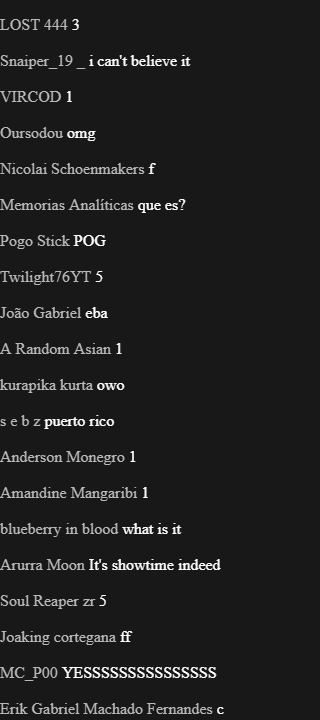 LOST 444 3
Snaiper_19 _ i can't believe it
VIRCOD 1
Oursodou omg
Nicolai Schoenmakers f
Memorias Analíticas que es?
Pogo Stick POG
Twilight76YT 5
João Gabriel eba
A Random Asian 1
kurapika kurta owo
s e b z puerto rico
Anderson Monegro 1
Amandine Mangaribi 1
blueberry in blood what is it
Arurra Moon It's showtime indeed
Soul Reaper zr 5
Joaking cortegana ff
MC_P00 YESSSSSSSSSSSSSSS
Erik Gabriel Machado Fernandes c